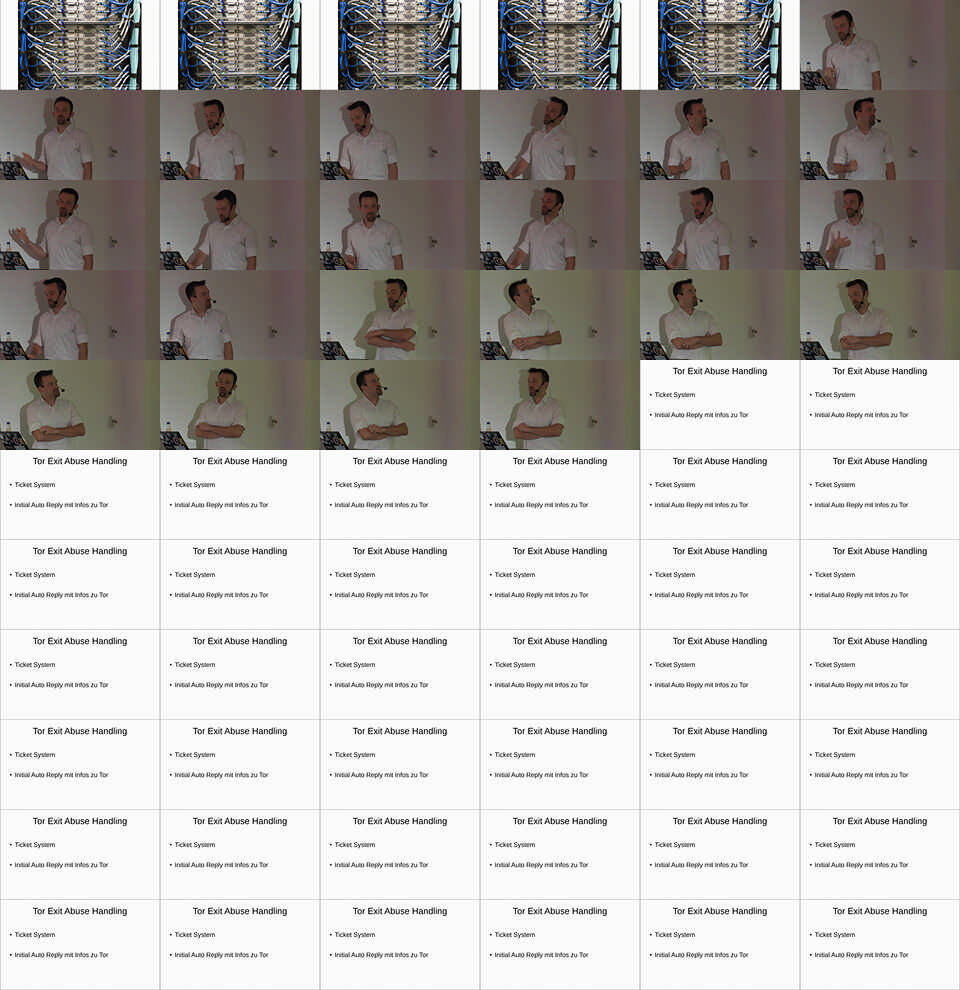 Tor Exit Abuse Handling Tor Exit Abuse Handling
• Ticket System • Ticket System
• Initial Auto Reply mit Infos zu Tor • Initial Auto Reply mit Infos zu Tor
Tor Exit Abuse Handling Tor Exit Abuse Handling Tor Exit Abuse Handling Tor Exit Abuse Handling Tor Exit Abuse Handling Tor Exit Abuse Handling
• Ticket System • Ticket System • Ticket System • Ticket System • Ticket System • Ticket System
• Initial Auto Reply mit Infos zu Tor • Initial Auto Reply mit Infos zu Tor • Initial Auto Reply mit Infos zu Tor • Initial Auto Reply mit Infos zu Tor • Initial Auto Reply mit Infos zu Tor • Initial Auto Reply mit Infos zu Tor
Tor Exit Abuse Handling Tor Exit Abuse Handling Tor Exit Abuse Handling Tor Exit Abuse Handling Tor Exit Abuse Handling Tor Exit Abuse Handling
• Ticket System • Ticket System • Ticket System • Ticket System • Ticket System • Ticket System
• Initial Auto Reply mit Infos zu Tor • Initial Auto Reply mit Infos zu Tor • Initial Auto Reply mit Infos zu Tor • Initial Auto Reply mit Infos zu Tor • Initial Auto Reply mit Infos zu Tor • Initial Auto Reply mit Infos zu Tor
Tor Exit Abuse Handling Tor Exit Abuse Handling Tor Exit Abuse Handling Tor Exit Abuse Handling Tor Exit Abuse Handling Tor Exit Abuse Handling
• Ticket System • Ticket System • Ticket System • Ticket System • Ticket System • Ticket System
• Initial Auto Reply mit Infos zu Tor • Initial Auto Reply mit Infos zu Tor • Initial Auto Reply mit Infos zu Tor • Initial Auto Reply mit Infos zu Tor • Initial Auto Reply mit Infos zu Tor • Initial Auto Reply mit Infos zu Tor
Tor Exit Abuse Handling Tor Exit Abuse Handling Tor Exit Abuse Handling Tor Exit Abuse Handling Tor Exit Abuse Handling Tor Exit Abuse Handling
• Ticket System • Ticket System • Ticket System • Ticket System • Ticket System • Ticket System
• Initial Auto Reply mit Infos zu Tor • Initial Auto Reply mit Infos zu Tor • Initial Auto Reply mit Infos zu Tor • Initial Auto Reply mit Infos zu Tor • Initial Auto Reply mit Infos zu Tor • Initial Auto Reply mit Infos zu Tor
Tor Exit Abuse Handling Tor Exit Abuse Handling Tor Exit Abuse Handling Tor Exit Abuse Handling Tor Exit Abuse Handling Tor Exit Abuse Handling
• Ticket System • Ticket System • Ticket System • Ticket System • Ticket System • Ticket System
• Initial Auto Reply mit Infos zu Tor • Initial Auto Reply mit Infos zu Tor • Initial Auto Reply mit Infos zu Tor • Initial Auto Reply mit Infos zu Tor • Initial Auto Reply mit Infos zu Tor • Initial Auto Reply mit Infos zu Tor
Tor Exit Abuse Handling Tor Exit Abuse Handling Tor Exit Abuse Handling Tor Exit Abuse Handling Tor Exit Abuse Handling Tor Exit Abuse Handling
• Ticket System • Ticket System • Ticket System • Ticket System • Ticket System • Ticket System
• Initial Auto Reply mit Infos zu Tor • Initial Auto Reply mit Infos zu Tor • Initial Auto Reply mit Infos zu Tor • Initial Auto Reply mit Infos zu Tor • Initial Auto Reply mit Infos zu Tor • Initial Auto Reply mit Infos zu Tor